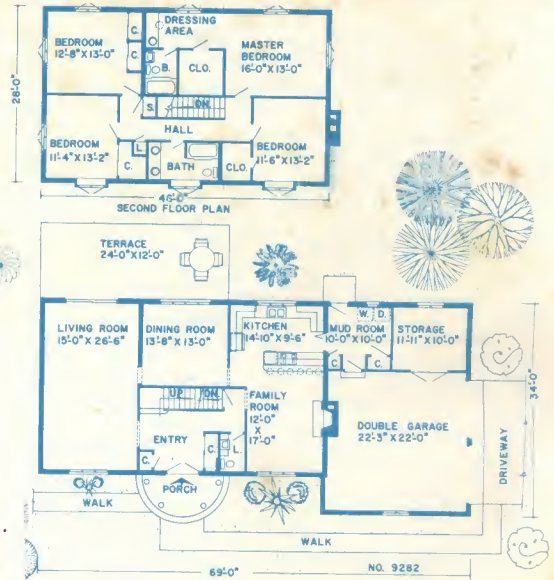 DRESSING
AREA
BEDROOM
12'-8" X 13'-0"
C.
C.
MASTER
BEDROOM
16'-0" X 13'-0"
B.
CLO.
28'-0"
S.
DN.
HALL
BEDROOM
11'-4" X 13'-2"
L.
C.
BATH
CLO.
BEDROOM
11'-6" X 13'-2"
46'-0"
SECOND FLOOR PLAN
TERRACE
24'-0" X 12'-0"
LIVING ROOM
15'-0" X 26'-6"
DINING ROOM
13'-8" X 13'-0"
KITCHEN
14'-10" X 9'-6"
W. D.
MUD ROOM
10'-0" X 10'-0"
STORAGE
11'-11" X 10'-0"
C.
C.
UP
DN.
FAMILY
ROOM
12'-0"
X
17'-0"
34'-0"
DOUBLE GARAGE
22'-3" X 22'-0"
DRIVEWAY
ENTRY
C.
C.
L.
PORCH
WALK
WALK
69'-0"
NO. 9282